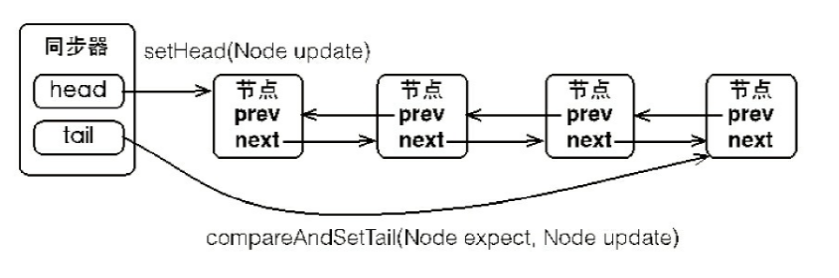 同步器
head
tail
setHead(Node update)
节点
prev
next
节点
prev
next
节点
prev
next
节点
prev
next
compareAndSetTail(Node expect, Node update)